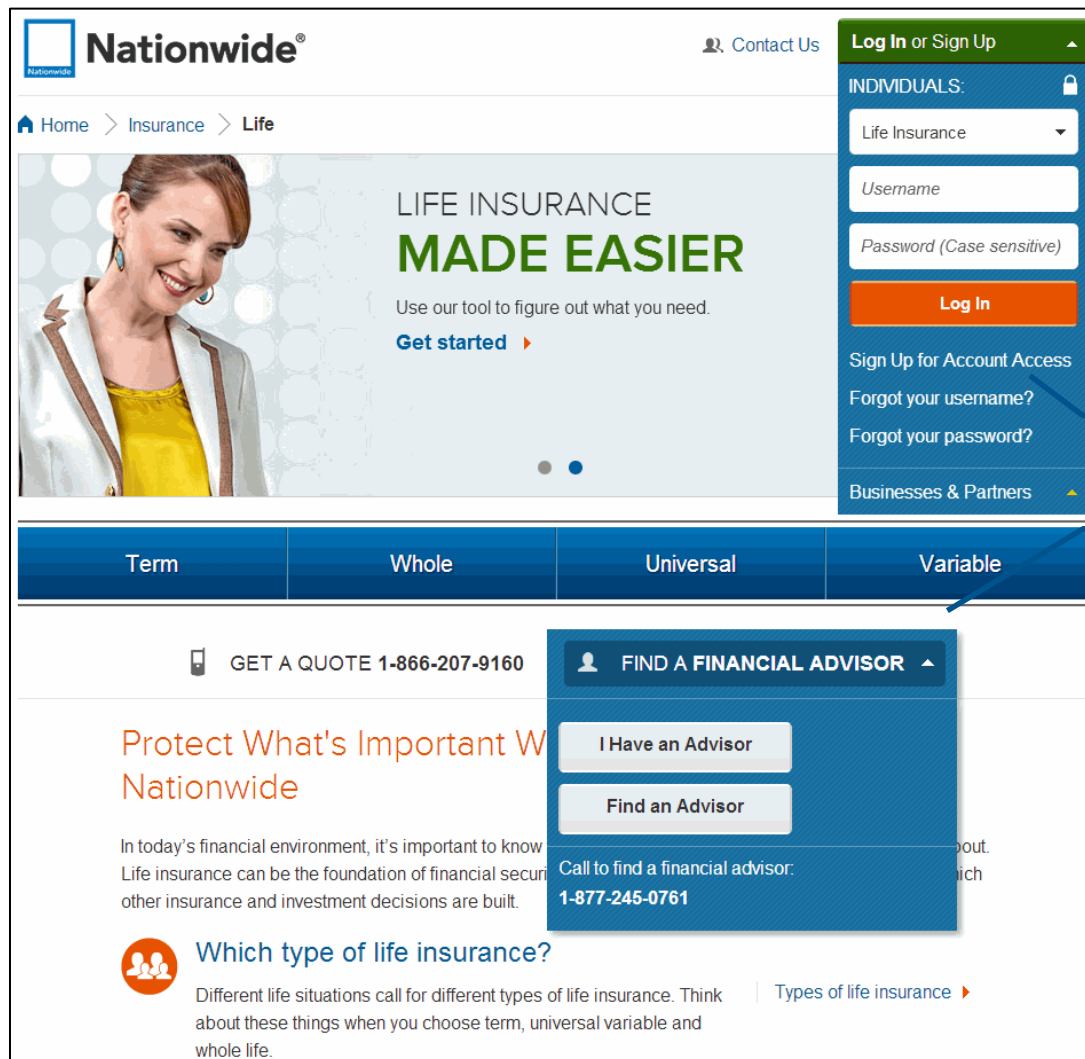 Nationwide®
Nationwide
Contact Us
Log In or Sign Up
INDIVIDUALS:
Life Insurance
Username
Password (Case sensitive)
Log In
Sign Up for Account Access
Forgot your username?
Forgot your password?
Businesses & Partners
Home
Insurance
Life
LIFE INSURANCE
MADE EASIER
Use our tool to figure out what you need.
Get started
Term
Whole
Universal
Variable
GET A QUOTE 1-866-207-9160
FIND A FINANCIAL ADVISOR
I Have an Advisor
Find an Advisor
Call to find a financial advisor:
1-877-245-0761
Protect What's Important W
Nationwide
In today's financial environment, it's important to know
Life insurance can be the foundation of financial securi
other insurance and investment decisions are built.
Which type of life insurance?
Different life situations call for different types of life insurance. Think
about these things when you choose term, universal variable and
whole life.
Types of life insurance